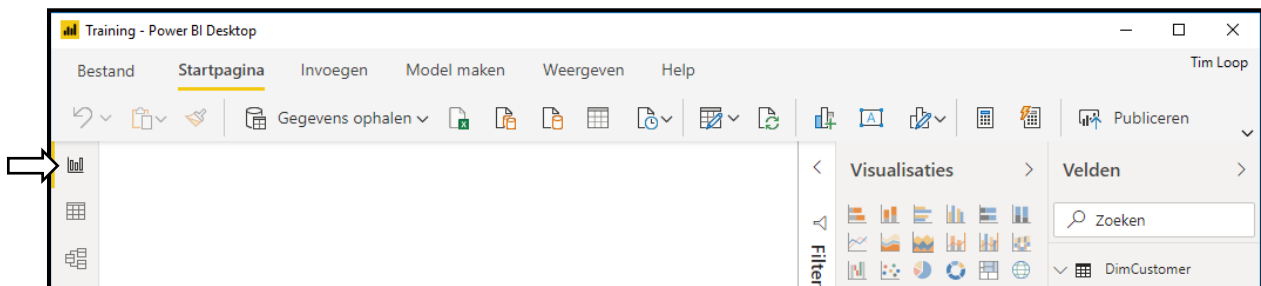 Training - Power BI Desktop
Tim Loop
Bestand Startpagina Invoegen Model maken Weergeven Help
Gegevens ophalen Publiceren
Visualisaties Velden
Zoeken
Filter
DimCustomer